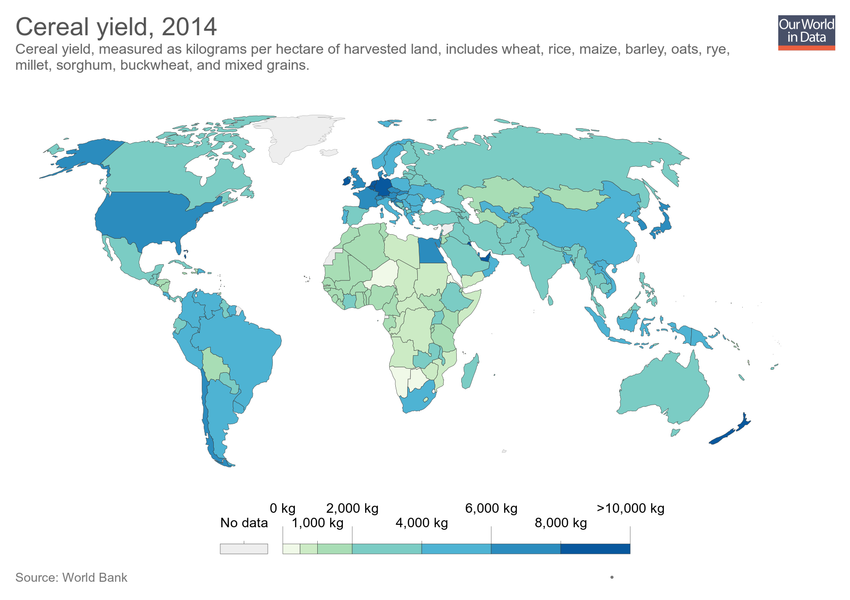 Cereal yield, 2014
Our World
in Data
Cereal yield, measured as kilograms per hectare of harvested land, includes wheat, rice, maize, barley, oats, rye,
millet, sorghum, buckwheat, and mixed grains.
0 kg 2,000 kg 6,000 kg >10,000 kg
No data 1,000 kg 4,000 kg 8,000 kg
Source: World Bank